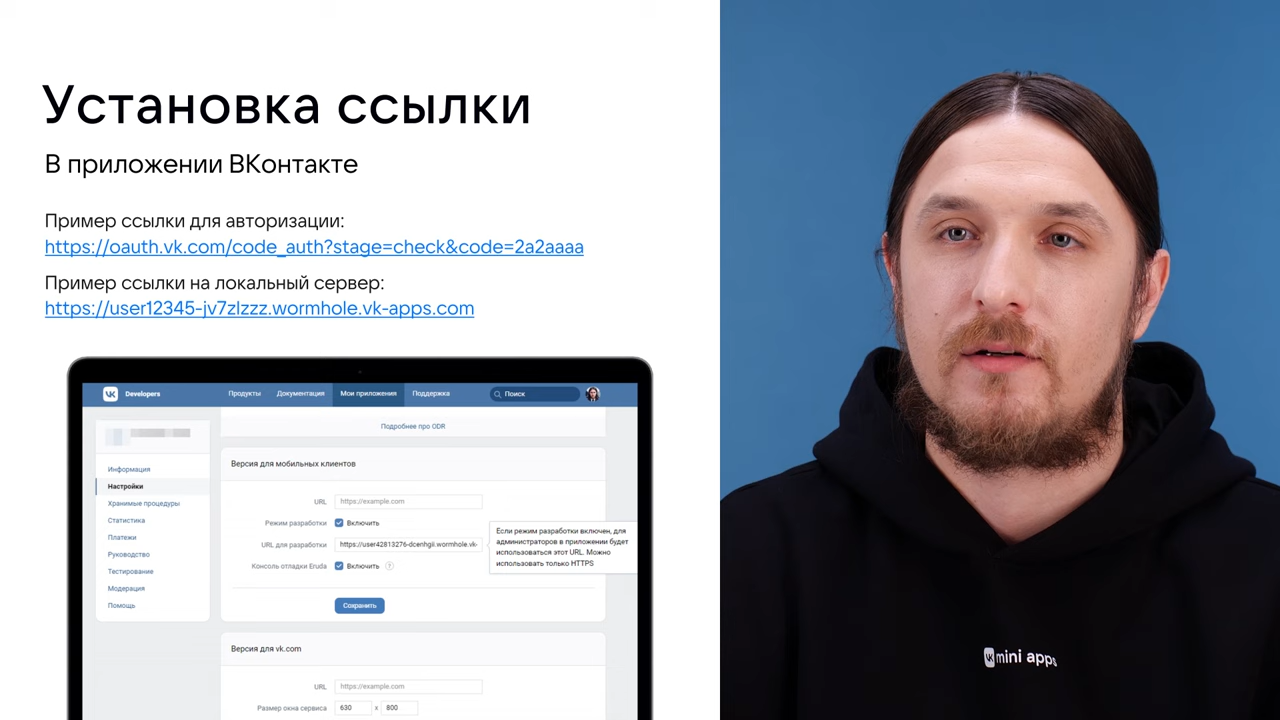 Установка ссылки
В приложении ВКонтакте
Пример ссылки для авторизации:
https://oauth.vk.com/code_auth?stage=check&code=2a2aaaa
Пример ссылки на локальный сервер:
https://user12345-jv7zlzzz.wormhole.vk-apps.com
Developers
Продукты
Документация
Мои приложения
Поддержка
Поиск
Подробнее про ODR
Информация
Настройки
Хранимые процедуры
Статистика
Платежи
Руководство
Тестирование
Модерация
Помощь
Версия для мобильных клиентов
URL https://example.com
Режим разработки Включить
URL для разработки https://user42813276-dcenhgii.wormhole.vk-
Консоль отладки Eruda Включить ?
Если режим разработки включен, для
администраторов в приложении будет
использоваться этот URL. Можно
использовать только HTTPS
Сохранить
Версия для vk.com
URL https://example.com
Размер окна сервиса 630 x 800
mini apps